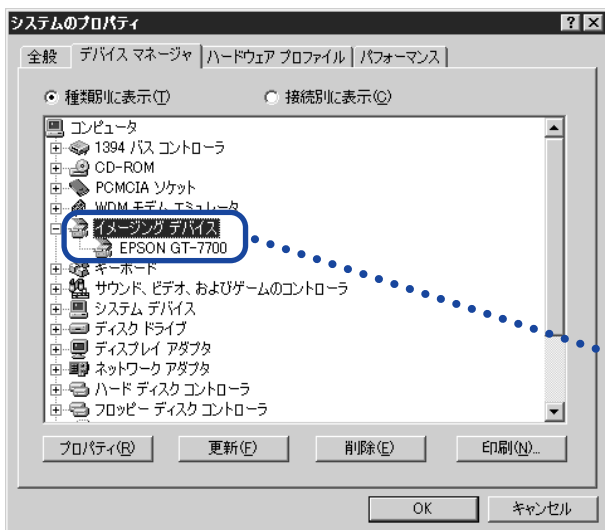 システムのプロパティ
全般 デバイス マネージャ ハードウェア プロファイル パフォーマンス
種類別に表示(T) 接続別に表示(C)
コンピュータ
1394 バス コントローラ
CD-ROM
PCMCIA ソケット
WDM モデム エミュレータ
イメージング デバイス
EPSON GT-7700
キーボード
サウンド、ビデオ、およびゲームのコントローラ
システム デバイス
ディスク ドライブ
ディスプレイ アダプタ
ネットワーク アダプタ
ハード ディスク コントローラ
フロッピー ディスク コントローラ
プロパティ(R) 更新(F) 削除(E) 印刷(N)...
OK キャンセル